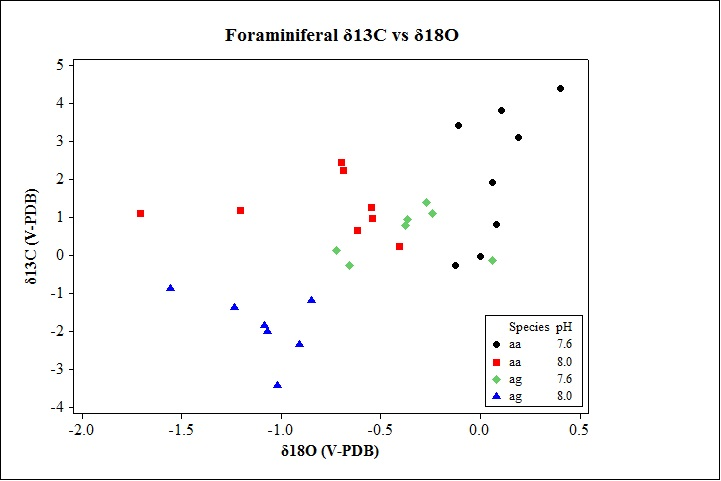 Foraminiferal δ13C vs δ18O
5
4
3
2
1
0
-1
-2
-3
-4
δ13C (V-PDB)
-2.0 -1.5 -1.0 -0.5 0.0 0.5
δ18O (V-PDB)
Species pH
aa 7.6
aa 8.0
ag 7.6
ag 8.0